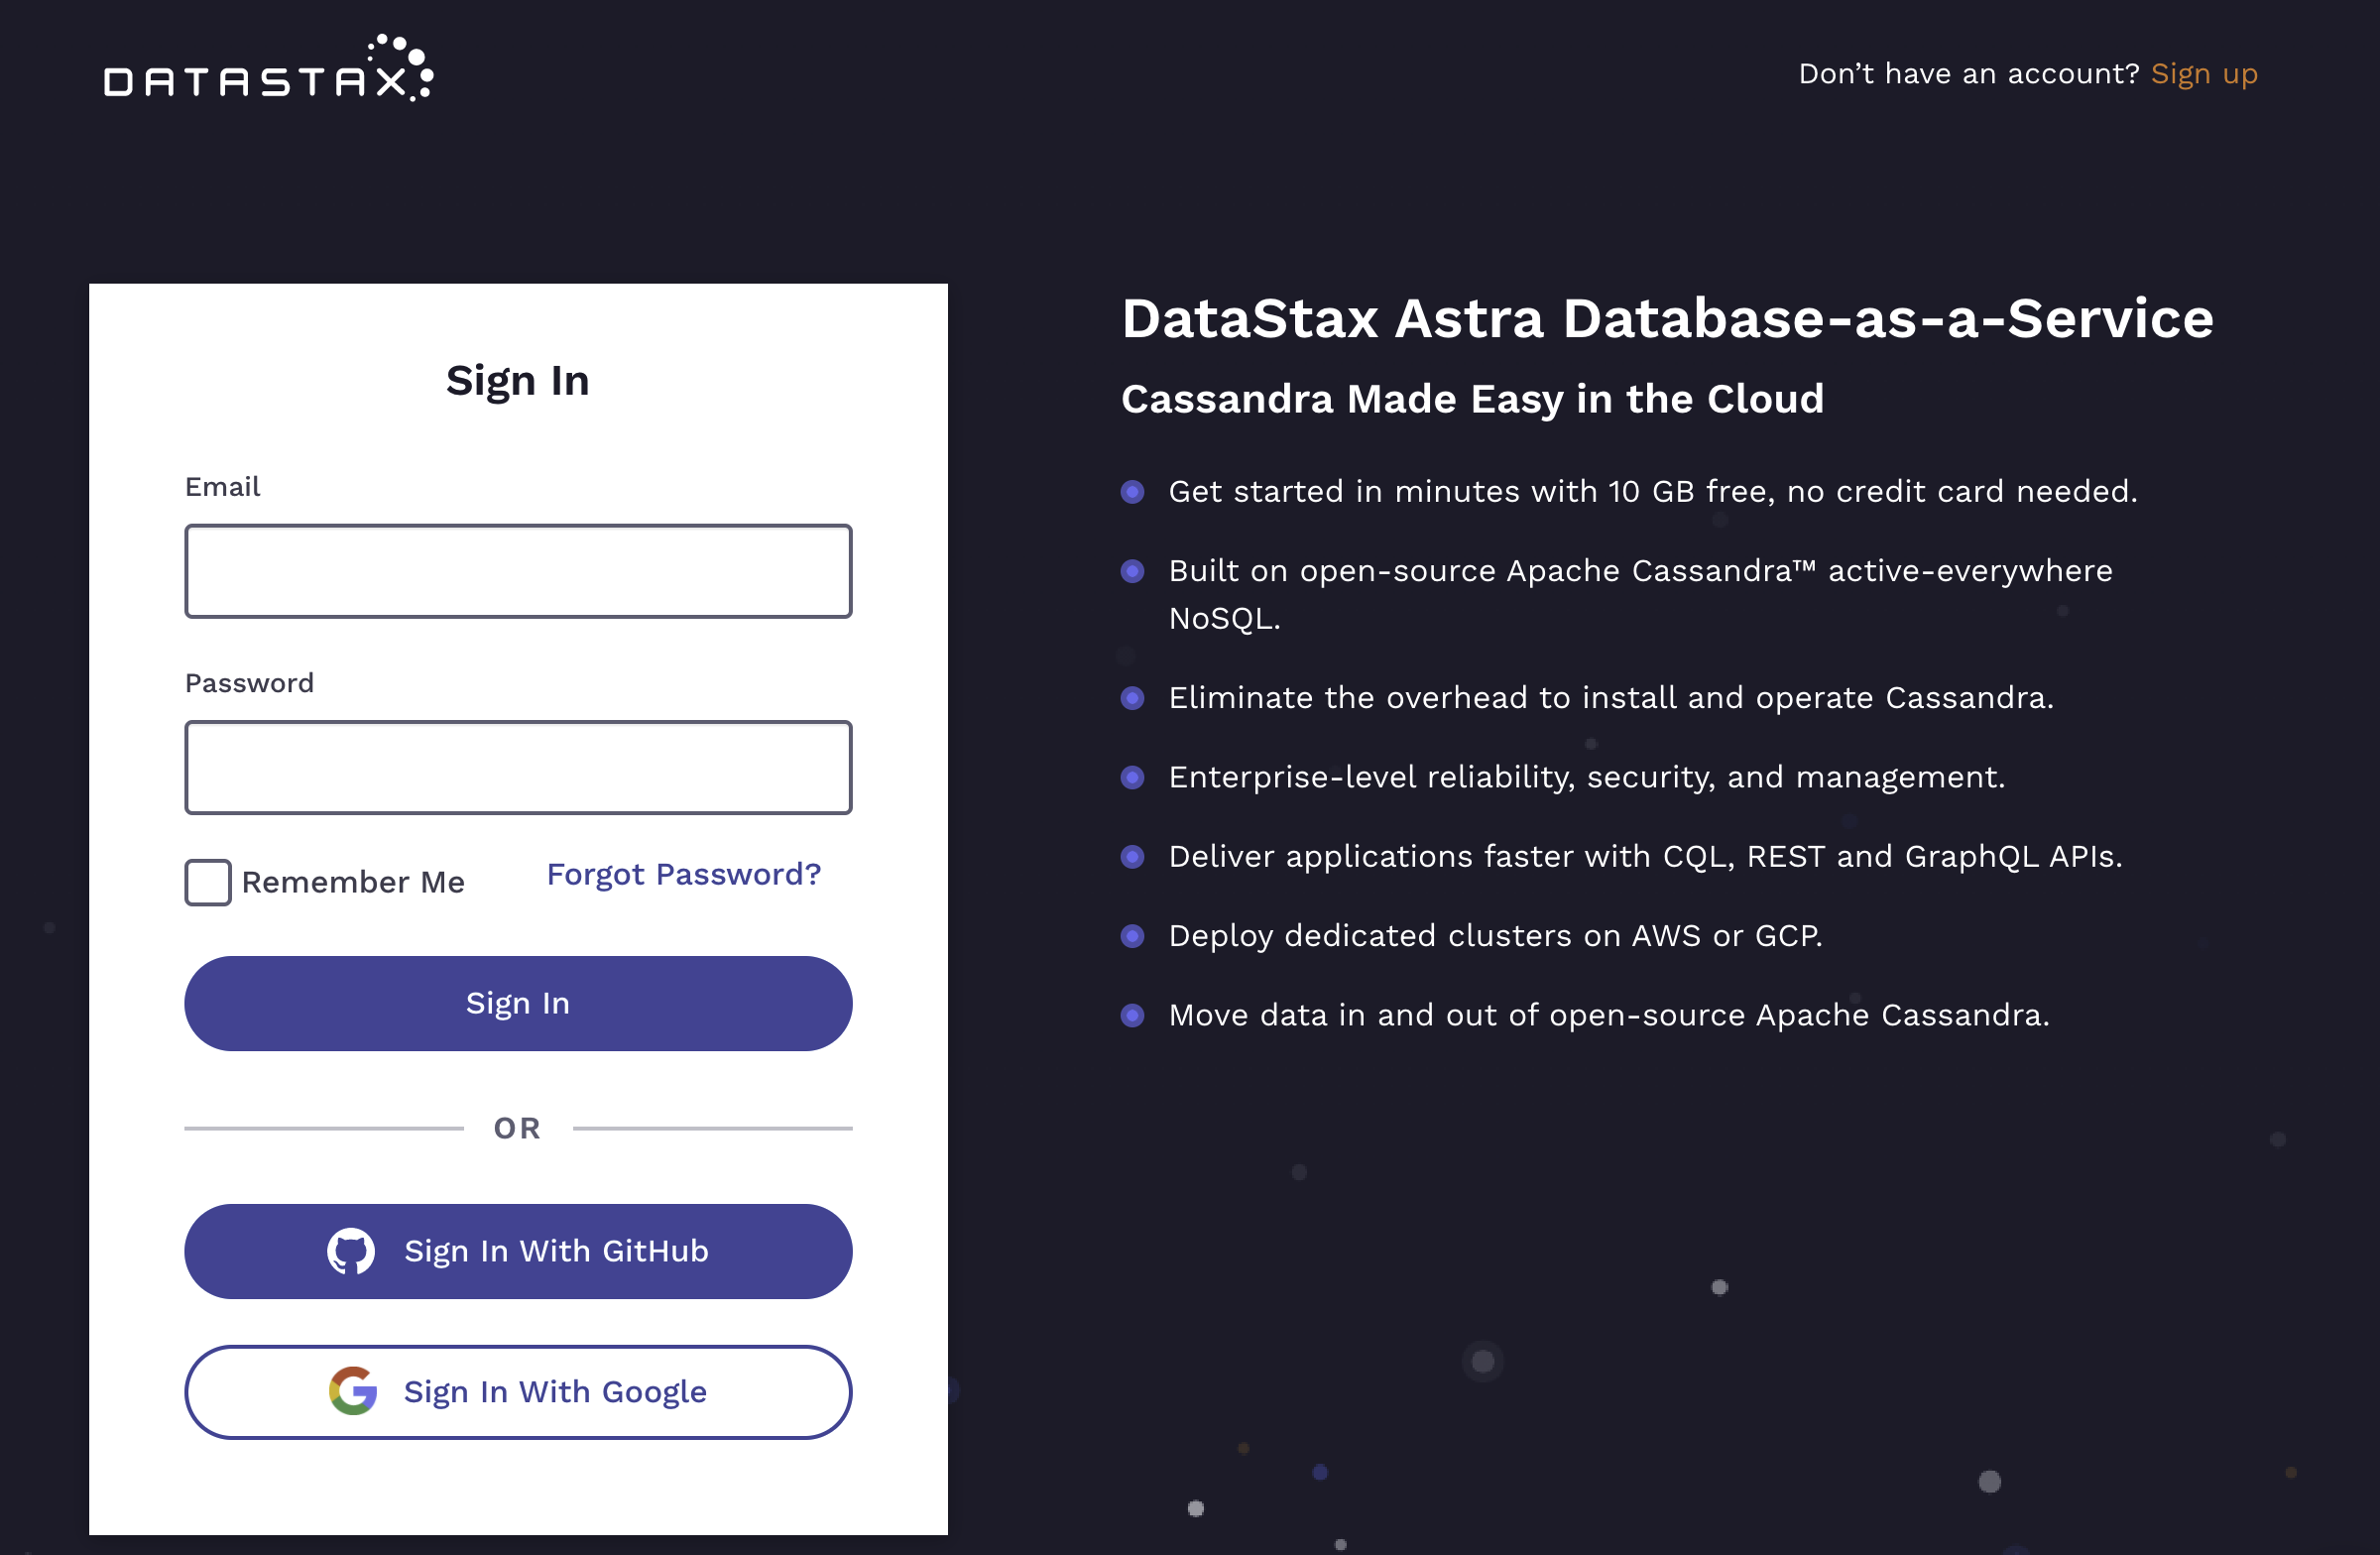 DATASTAX
Don’t have an account? Sign up
Sign In
Email
Password
Remember Me
Forgot Password?
Sign In
OR
Sign In With GitHub
Sign In With Google
DataStax Astra Database-as-a-Service
Cassandra Made Easy in the Cloud
Get started in minutes with 10 GB free, no credit card needed.
Built on open-source Apache Cassandra™ active-everywhere
NoSQL.
Eliminate the overhead to install and operate Cassandra.
Enterprise-level reliability, security, and management.
Deliver applications faster with CQL, REST and GraphQL APIs.
Deploy dedicated clusters on AWS or GCP.
Move data in and out of open-source Apache Cassandra.